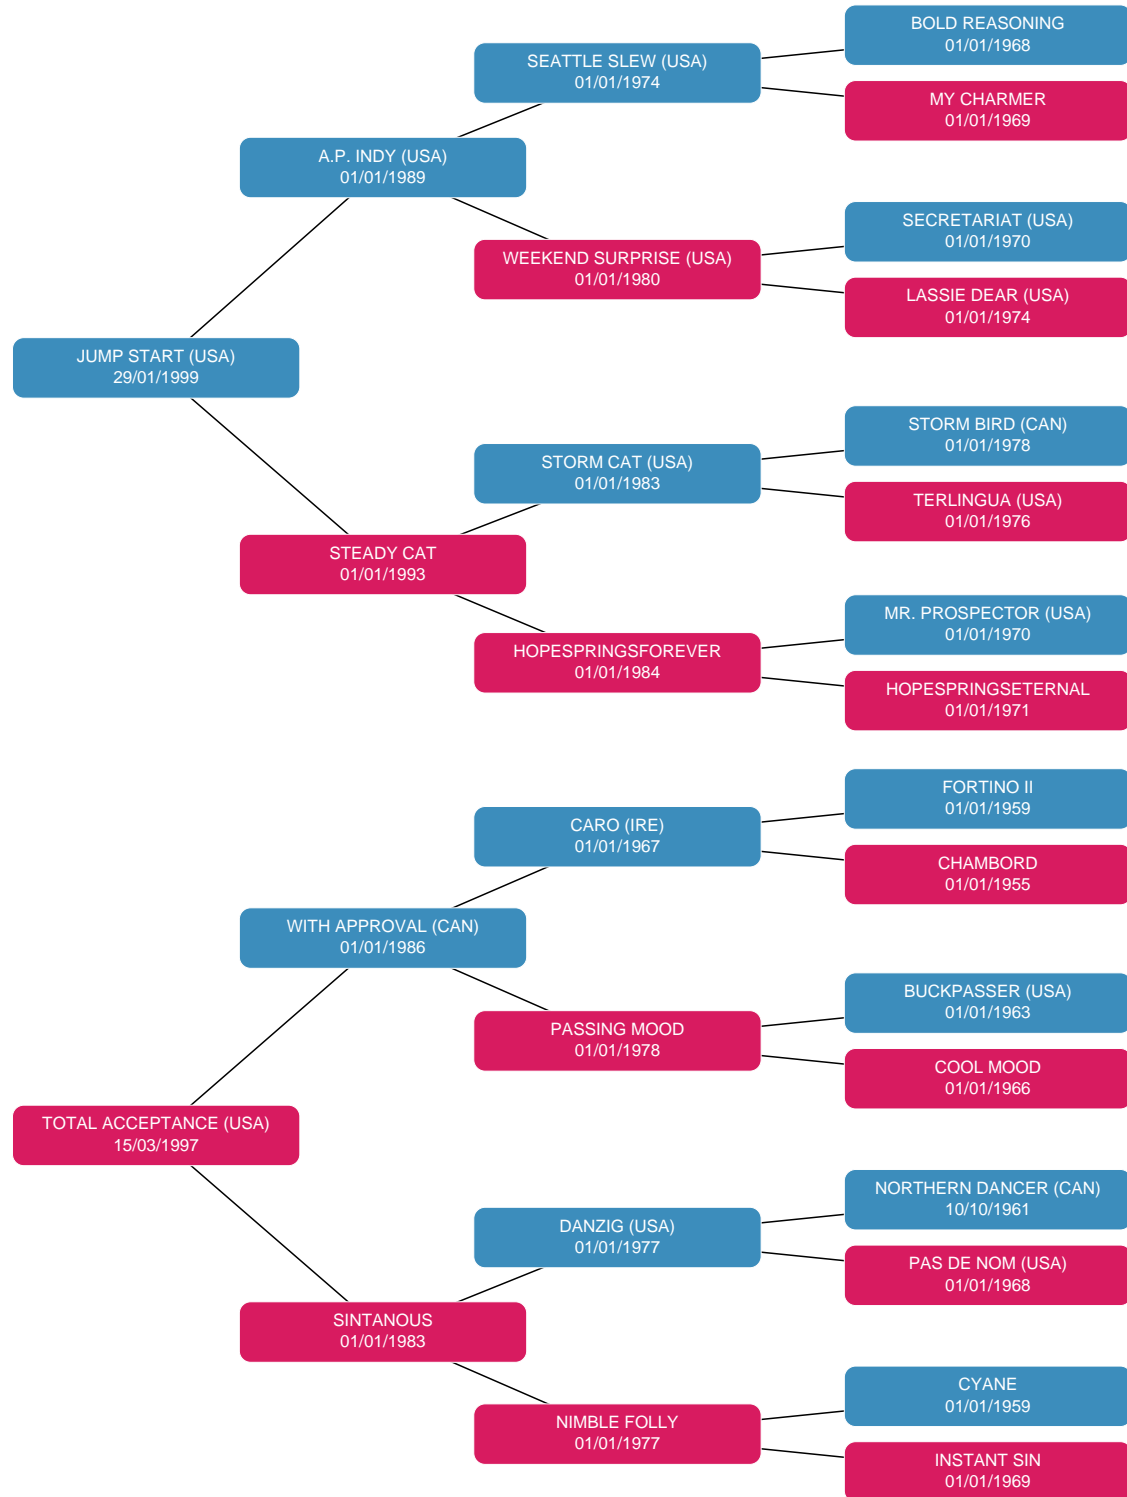 BOLD REASONING
01/01/1968
SEATTLE SLEW (USA)
01/01/1974
MY CHARMER
01/01/1969
A.P. INDY (USA)
01/01/1989
SECRETARIAT (USA)
01/01/1970
WEEKEND SURPRISE (USA)
01/01/1980
LASSIE DEAR (USA)
01/01/1974
JUMP START (USA)
29/01/1999
STORM BIRD (CAN)
01/01/1978
STORM CAT (USA)
01/01/1983
TERLINGUA (USA)
01/01/1976
STEADY CAT
01/01/1993
MR. PROSPECTOR (USA)
01/01/1970
HOPESPRINGSFOREVER
01/01/1984
HOPESPRINGSETERNAL
01/01/1971
FORTINO II
01/01/1959
CARO (IRE)
01/01/1967
CHAMBORD
01/01/1955
WITH APPROVAL (CAN)
01/01/1986
BUCKPASSER (USA)
01/01/1963
PASSING MOOD
01/01/1978
COOL MOOD
01/01/1966
TOTAL ACCEPTANCE (USA)
15/03/1997
NORTHERN DANCER (CAN)
10/10/1961
DANZIG (USA)
01/01/1977
PAS DE NOM (USA)
01/01/1968
SINTANOUS
01/01/1983
CYANE
01/01/1959
NIMBLE FOLLY
01/01/1977
INSTANT SIN
01/01/1969